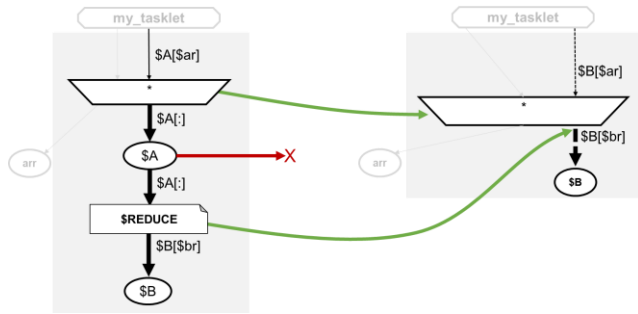 my_tasklet
$A[$ar]
*
$A[:]
arr
$A
X
$A[:]
$REDUCE
$B[$br]
$B
my_tasklet
$B[$ar]
*
$B[$br]
arr
$B